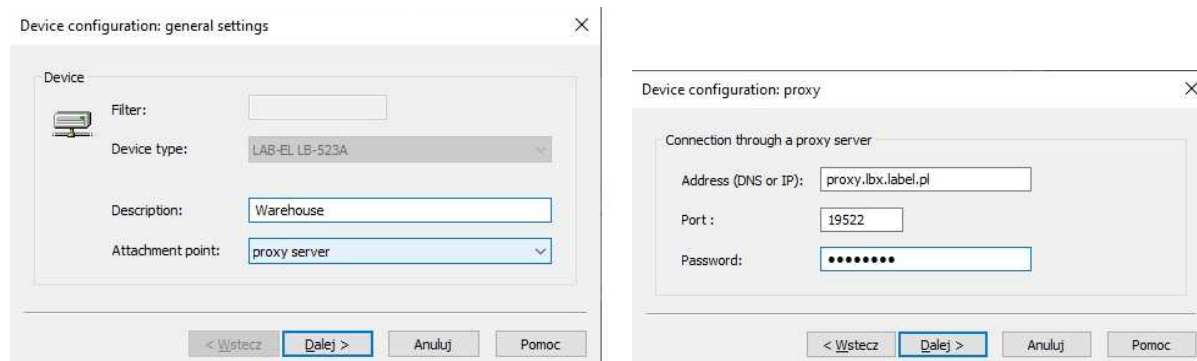 Device configuration: general settings
Device
Filter:
Device type: LAB-EL LB-523A
Description: Warehouse
Attachment point: proxy server
< Wstecz Dalej > Anuluj Pomoc
Device configuration: proxy
Connection through a proxy server
Address (DNS or IP): proxy.lbx.label.pl
Port : 19522
Password: ●●●●●●●●
< Wstecz Dalej > Anuluj Pomoc